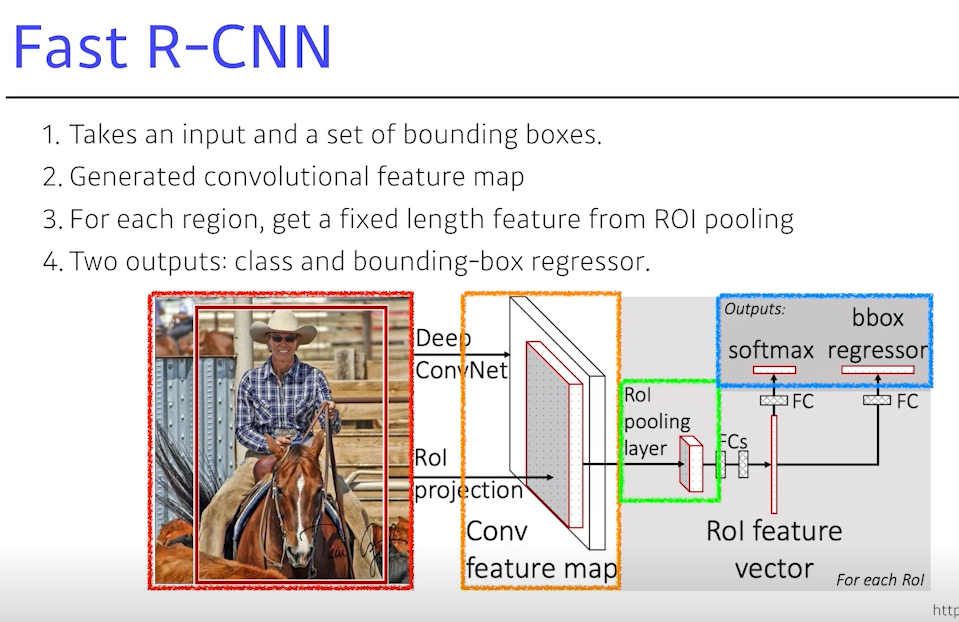 Fast R-CNN
1. Takes an input and a set of bounding boxes.
2. Generated convolutional feature map
3. For each region, get a fixed length feature from ROI pooling
4. Two outputs: class and bounding-box regressor.
Deep
ConvNet
RoI
projection
Conv
feature map
RoI
pooling
layer
FCs
Outputs:
softmax
bbox
regressor
FC
FC
RoI feature
vector
For each RoI
http